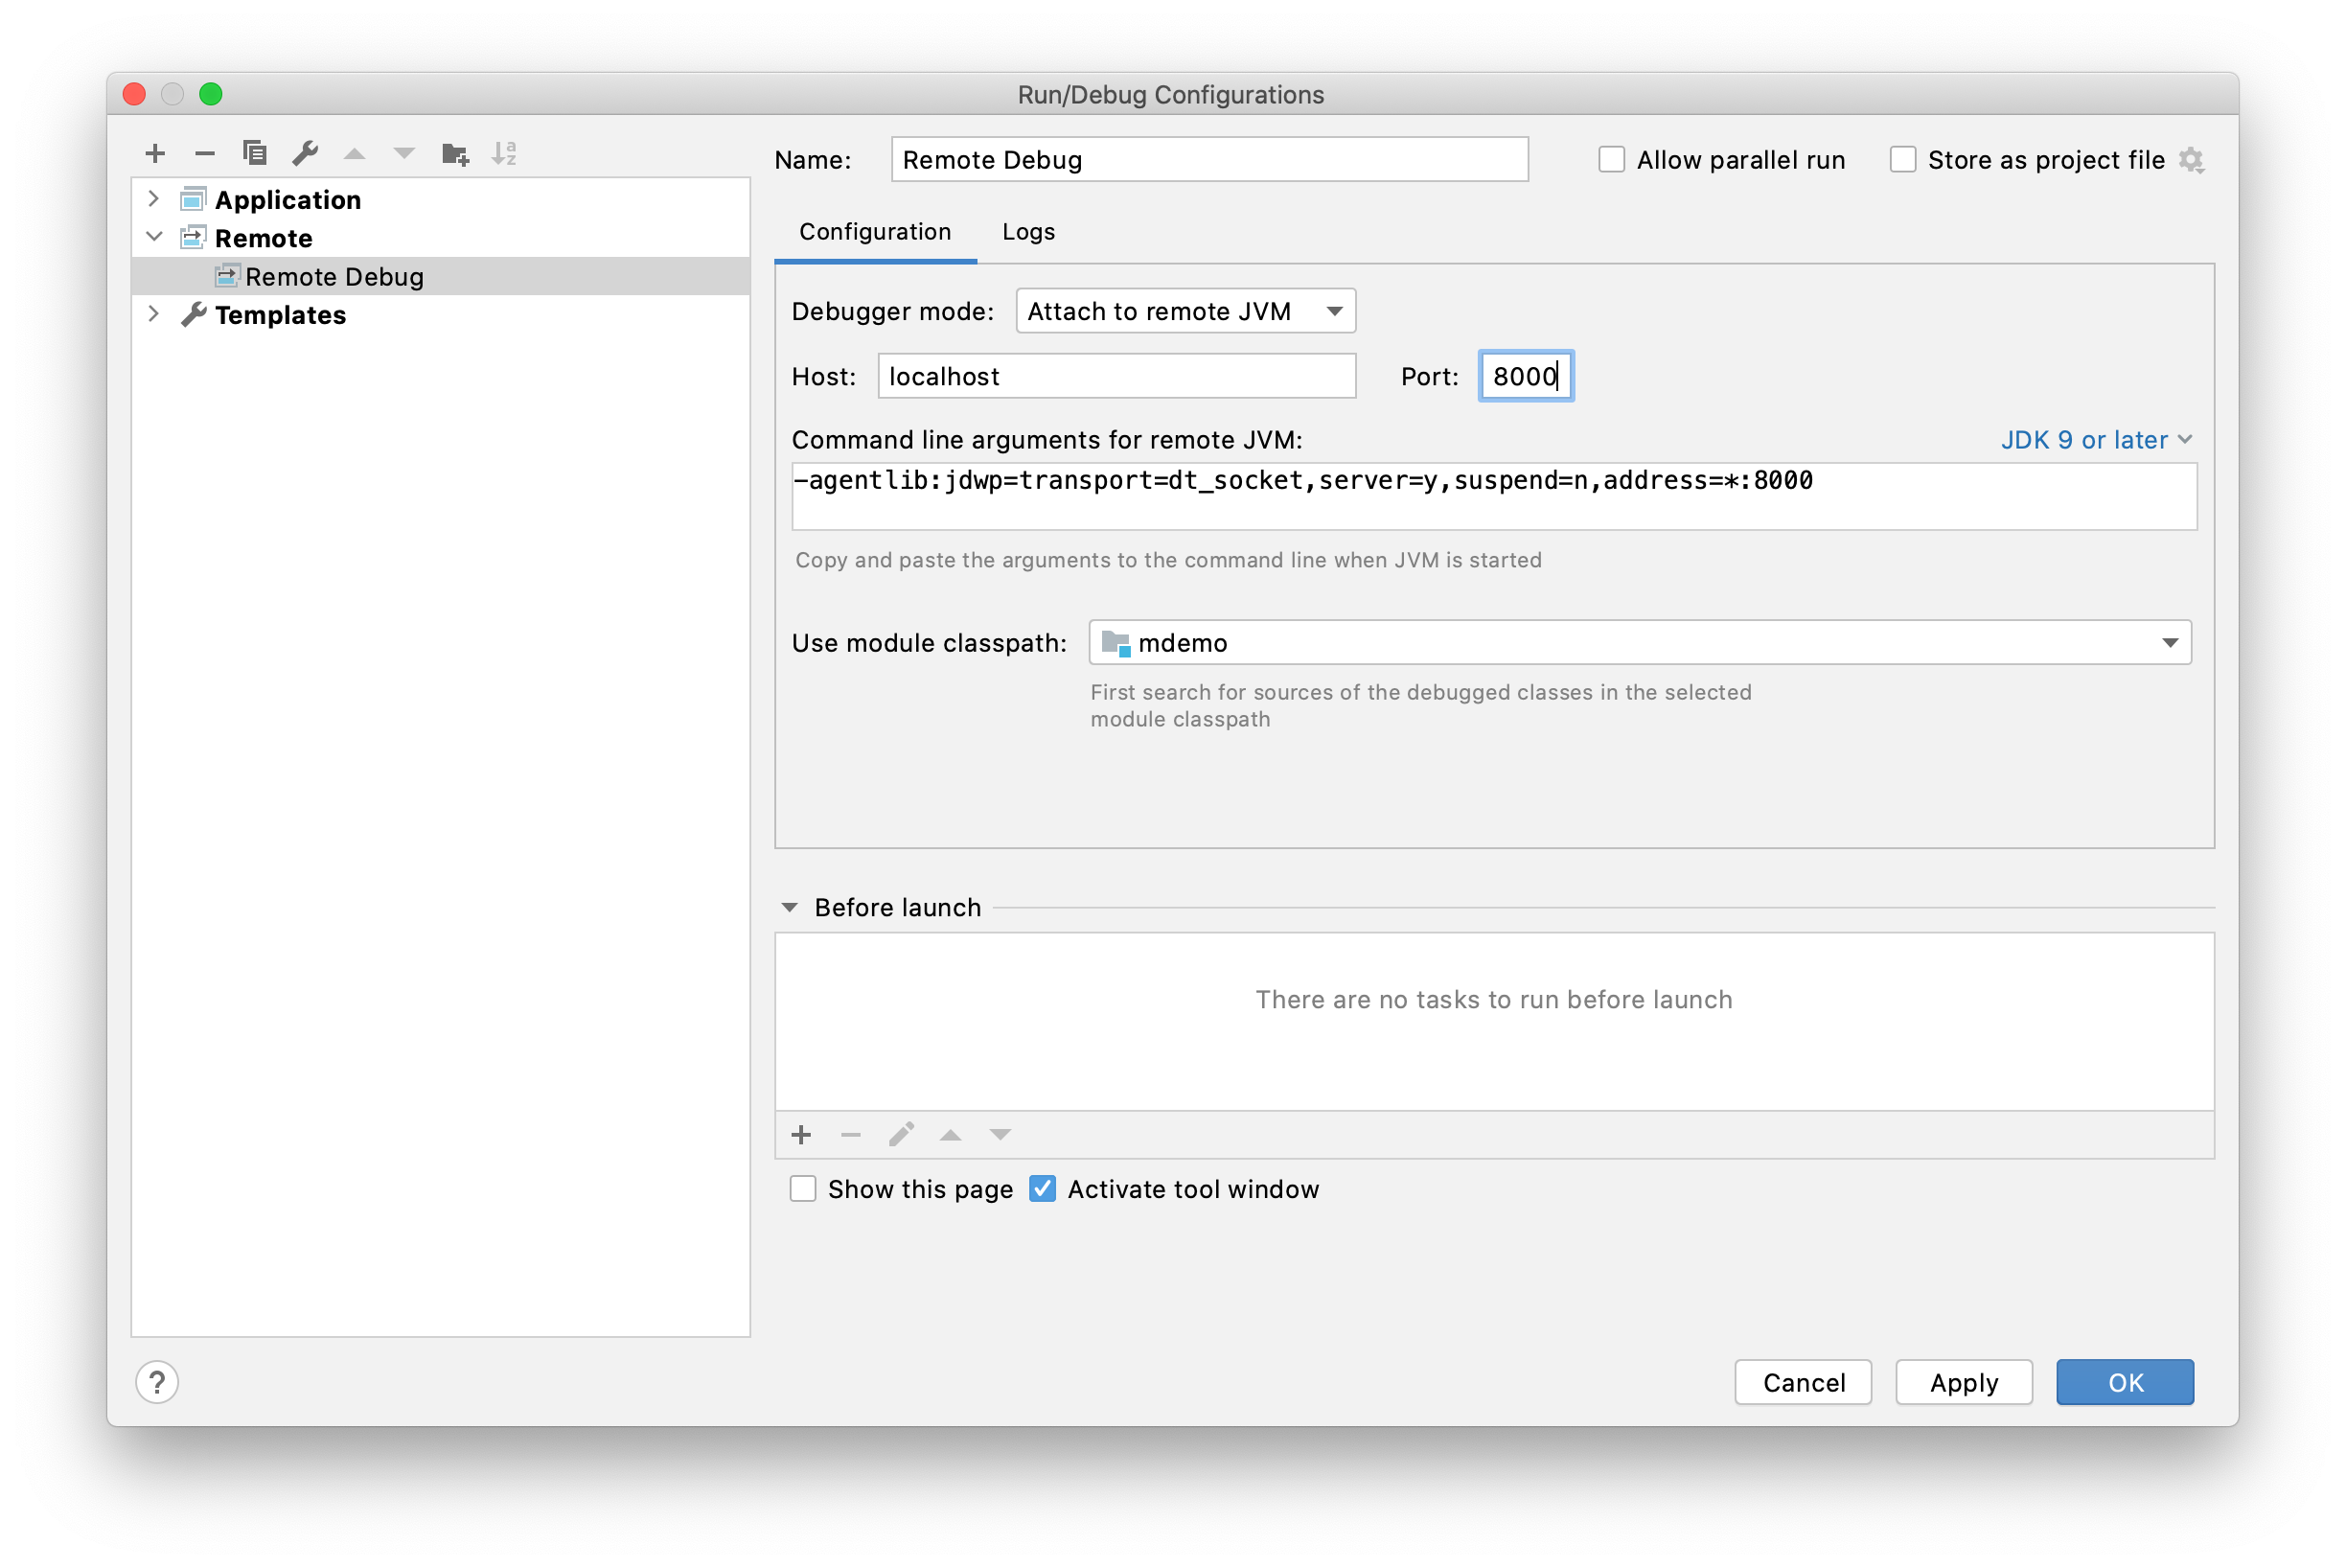 Run/Debug Configurations
Application
Remote
Remote Debug
Templates
Name: Remote Debug
Allow parallel run
Store as project file
Configuration Logs
Debugger mode: Attach to remote JVM
Host: localhost Port: 8000
Command line arguments for remote JVM: JDK 9 or later
-agentlib:jdwp=transport=dt_socket,server=y,suspend=n,address=*:8000
Copy and paste the arguments to the command line when JVM is started
Use module classpath: mdemo
First search for sources of the debugged classes in the selected
module classpath
Before launch
There are no tasks to run before launch
Show this page Activate tool window
? Cancel Apply OK